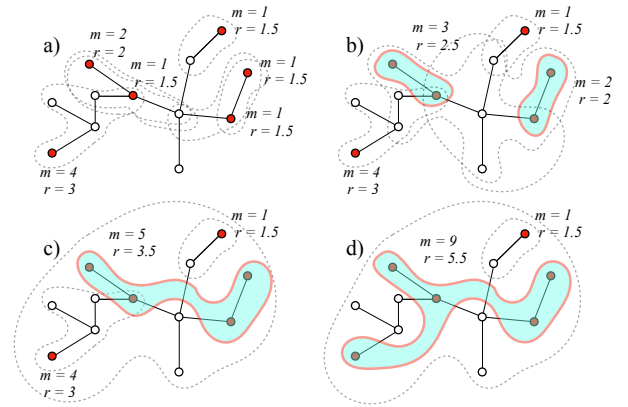 a)
m = 2
r = 2
m = 1
r = 1.5
m = 1
r = 1.5
m = 1
r = 1.5
m = 1
r = 1.5
m = 4
r = 3
b)
m = 3
r = 2.5
m = 1
r = 1.5
m = 2
r = 2
m = 4
r = 3
c)
m = 5
r = 3.5
m = 1
r = 1.5
m = 4
r = 3
d)
m = 9
r = 5.5
m = 1
r = 1.5